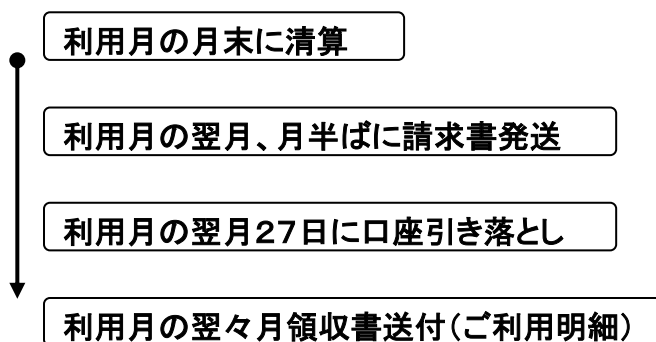 利用月の月末に清算
利用月の翌月、月半ばに請求書発送
利用月の翌月27日に口座引き落とし
利用月の翌々月領収書送付(ご利用明細)